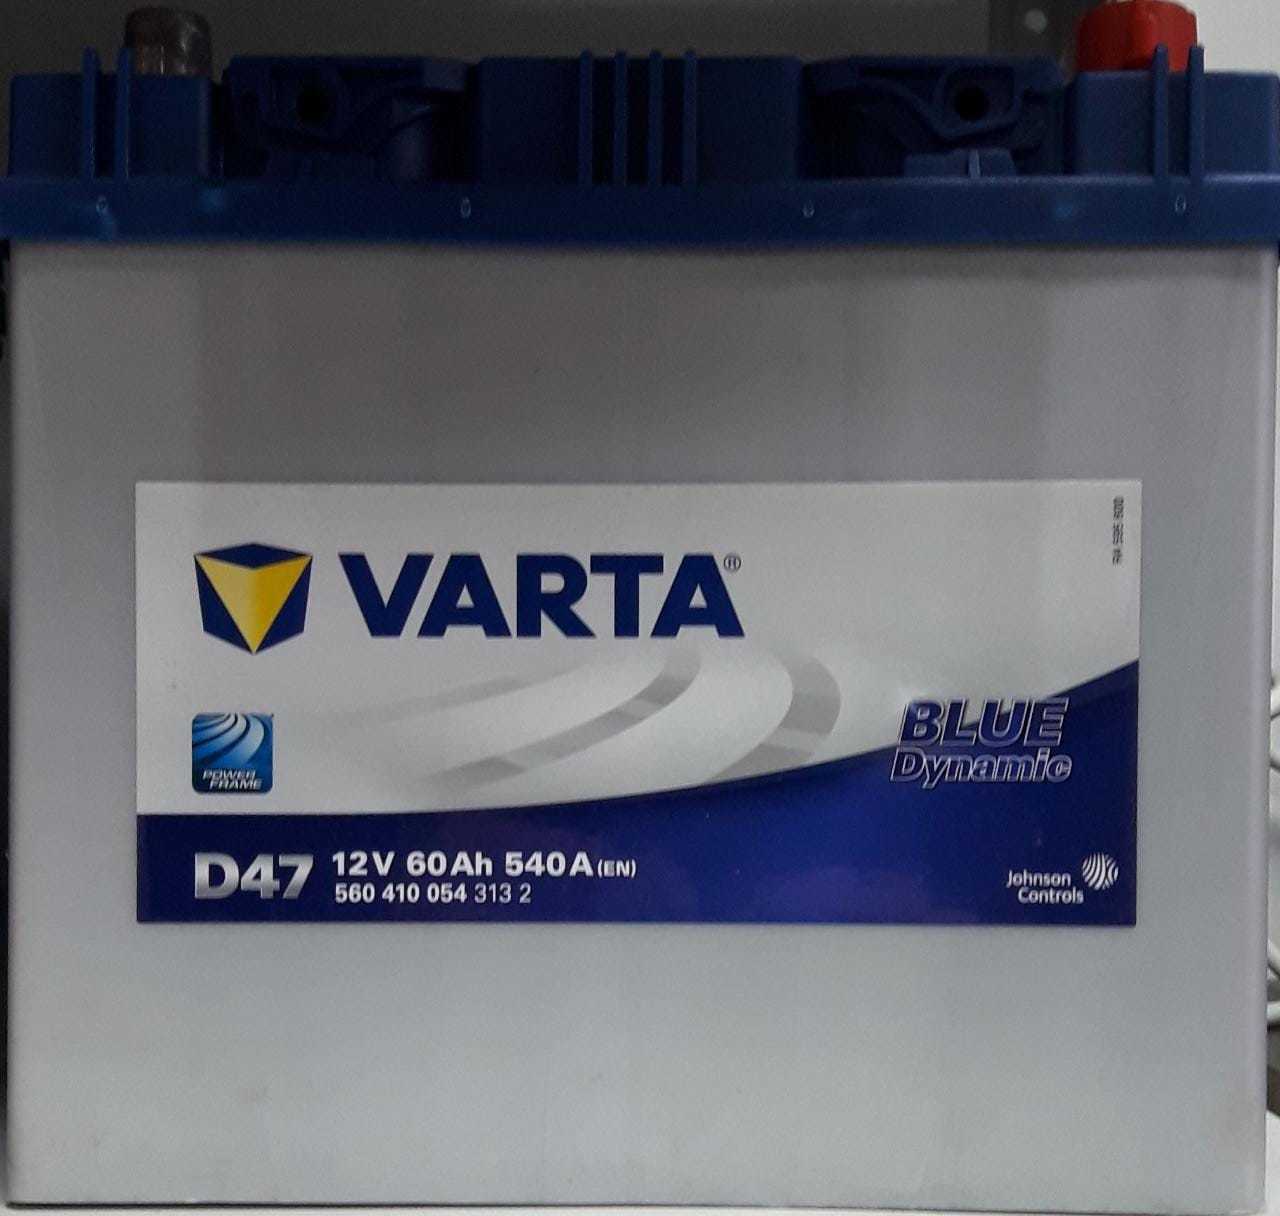 VARTA®
POWER
FRAME
BLUE
Dynamic
D47 12V 60Ah 540A (EN)
560 410 054 313 2
Johnson
Controls